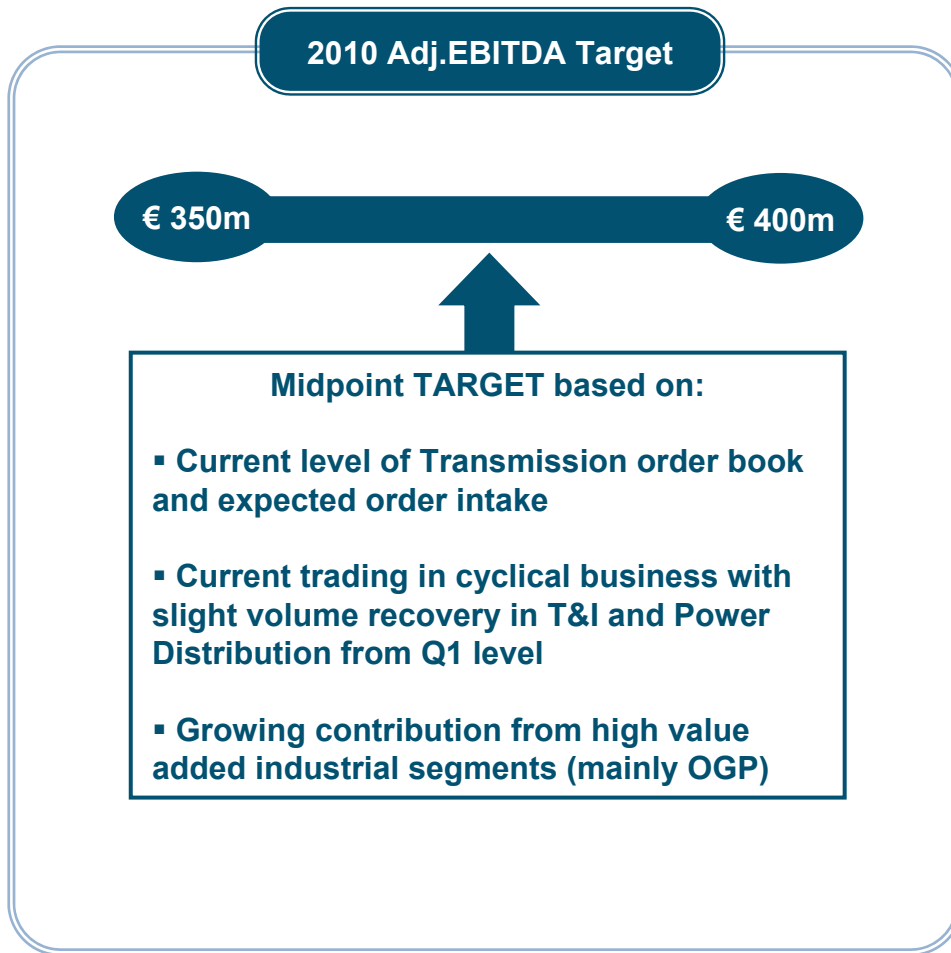 2010 Adj.EBITDA Target
€ 350m
€ 400m
Midpoint TARGET based on:
▪ Current level of Transmission order book
and expected order intake
▪ Current trading in cyclical business with
slight volume recovery in T&I and Power
Distribution from Q1 level
▪ Growing contribution from high value
added industrial segments (mainly OGP)